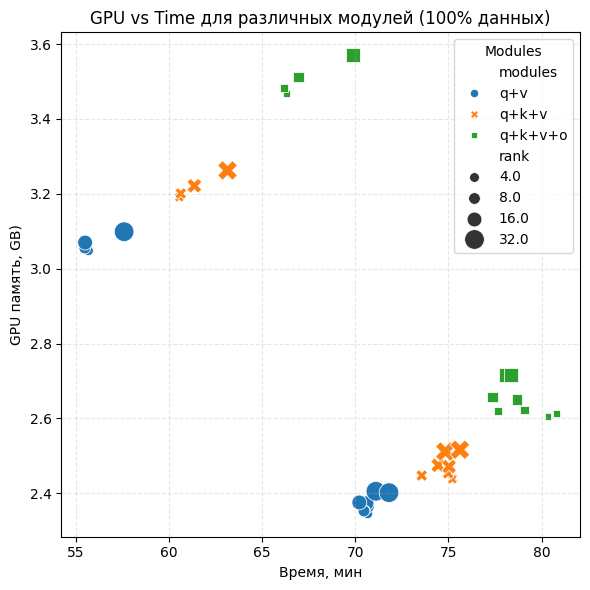 GPU vs Time для различных модулей (100% данных)
GPU память, GB)
3.6
3.4
3.2
3.0
2.8
2.6
2.4
55
60
65
70
75
80
Время, мин
Modules
modules
q+v
q+k+v
q+k+v+o
rank
4.0
8.0
16.0
32.0